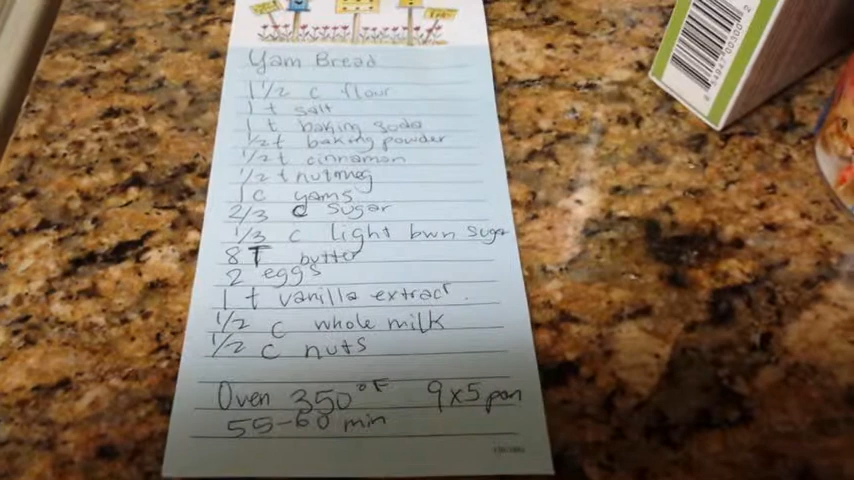 Yam Bread
1 1/2 c flour
1 t salt
1 t baking soda
1/2 t baking powder
1/2 t cinnamon
1/2 t nutmeg
1 c yams
2/3 c sugar
1/3 c light bwn sugar
8 T butter
2 eggs
1 t vanilla extract.
1/2 c whole milk
1/2 c nuts
Oven 350°F 9x5 pan
55-60 min